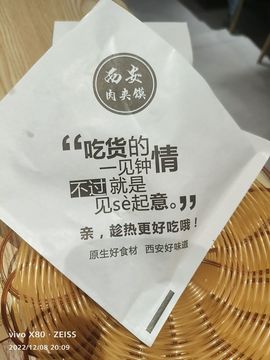 西安
肉夹馍
“吃货的
一见钟情
不过就是
见sè起意。”
亲，趁热更好吃哦！
原生好食材 西安好味道
vivo X80 · ZEISS
2022/12/08 20:09